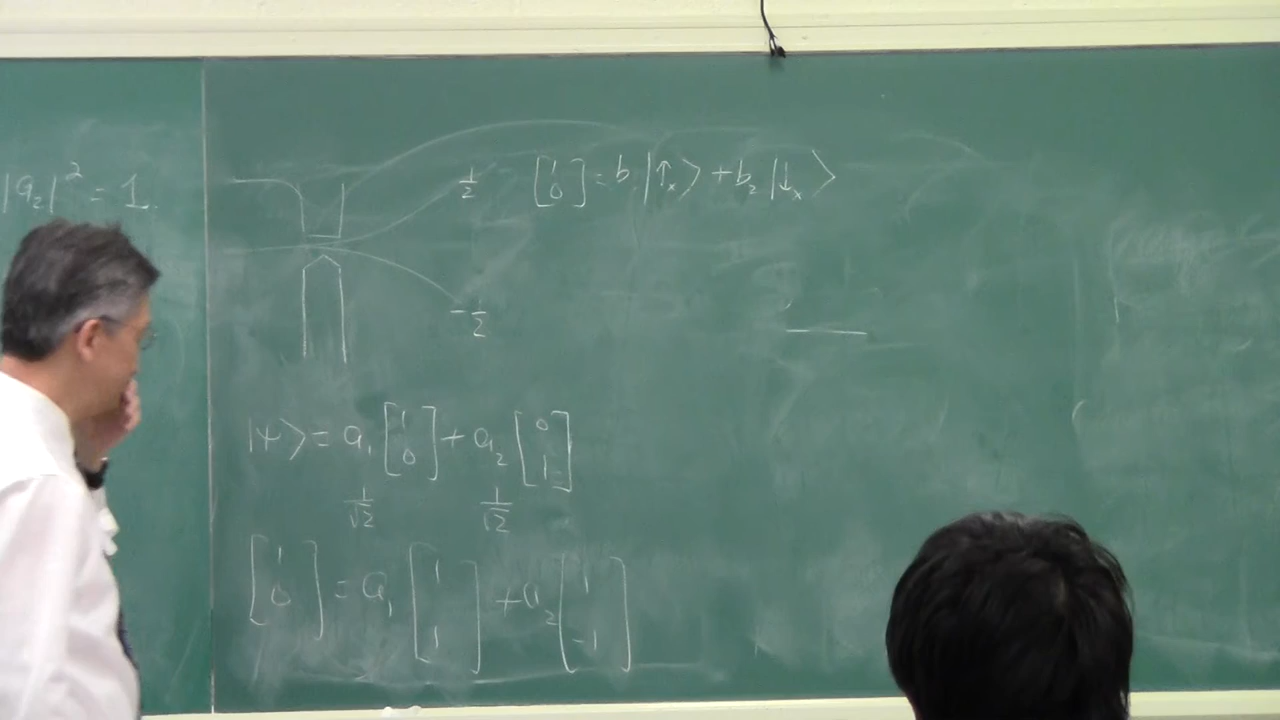 |a₂|² = 1.
1/2 [1 0] = b₁|↑ₓ⟩ + b₂|↓ₓ⟩
-1/2
|ψ⟩ = a₁ [1 0] + a₂ [0 1]
1/√2 1/√2
[1 0] = a₁ [1 1] + a₂ [1 -1]